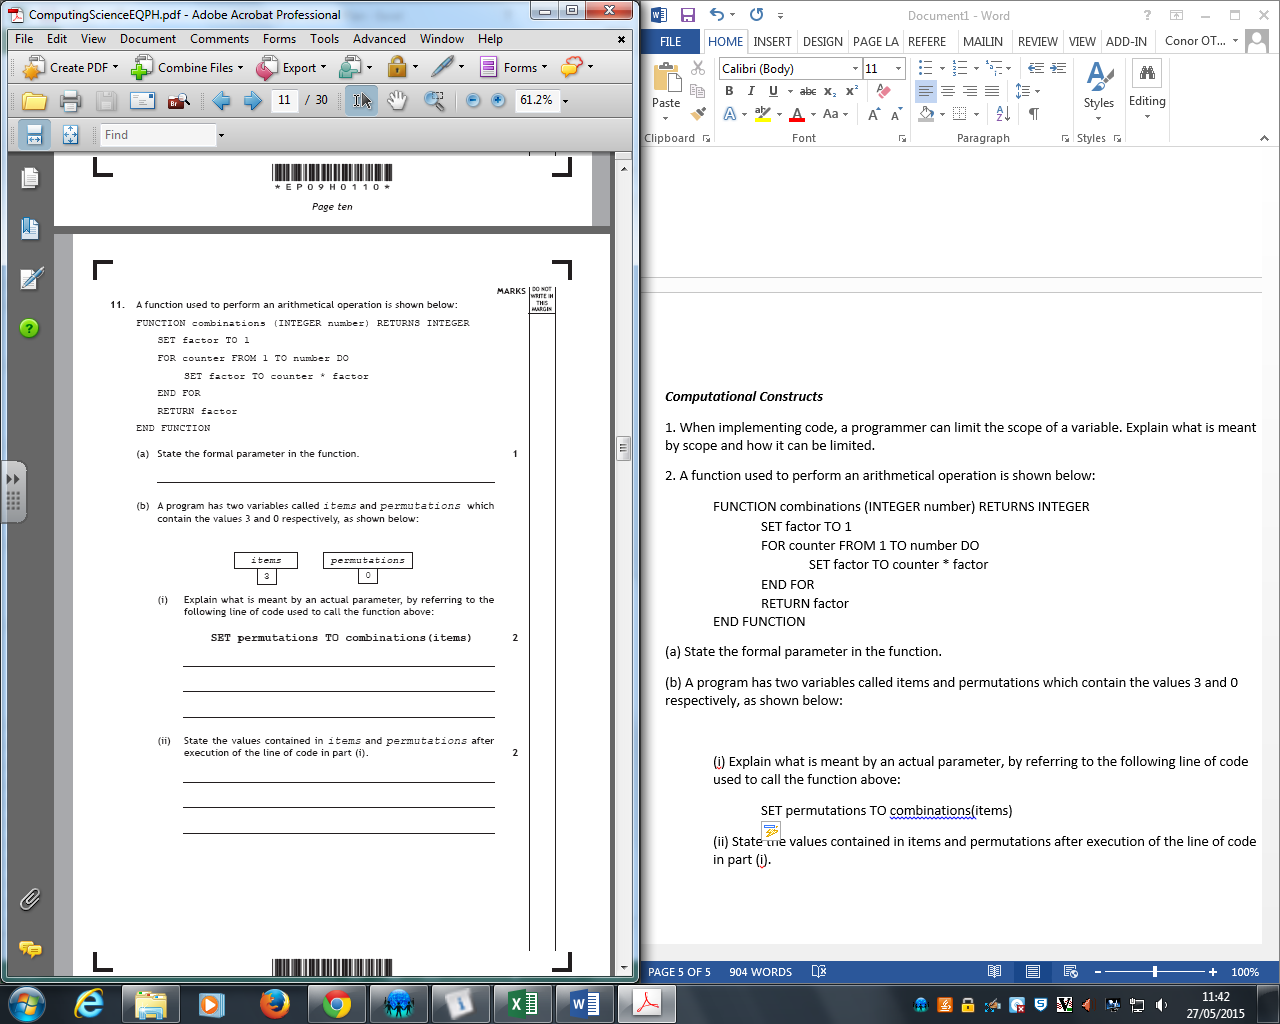 ComputingScienceEQPH.pdf - Adobe Acrobat Professional
File Edit View Document Comments Forms Tools Advanced Window Help
Create PDF Combine Files Export Forms
11 / 30 61.2%
Find
*EP09H0110*
Page ten
MARKS
DO NOT
WRITE IN
THIS
MARGIN
11. A function used to perform an arithmetical operation is shown below:
FUNCTION combinations (INTEGER number) RETURNS INTEGER
SET factor TO 1
FOR counter FROM 1 TO number DO
SET factor TO counter * factor
END FOR
RETURN factor
END FUNCTION
(a) State the formal parameter in the function. 1
(b) A program has two variables called items and permutations which
contain the values 3 and 0 respectively, as shown below:
items permutations
3 0
(i) Explain what is meant by an actual parameter, by referring to the
following line of code used to call the function above:
SET permutations TO combinations(items) 2
(ii) State the values contained in items and permutations after
execution of the line of code in part (i). 2
Document1 - Word
FILE HOME INSERT DESIGN PAGE LA REFERE MAILIN REVIEW VIEW ADD-IN Conor OT...
Calibri (Body) 11
Paste
B I U abc x₂ x²
A ab A Aa A A
Styles Editing
Clipboard Font Paragraph Styles
Computational Constructs
1. When implementing code, a programmer can limit the scope of a variable. Explain what is meant
by scope and how it can be limited.
2. A function used to perform an arithmetical operation is shown below:
FUNCTION combinations (INTEGER number) RETURNS INTEGER
SET factor TO 1
FOR counter FROM 1 TO number DO
SET factor TO counter * factor
END FOR
RETURN factor
END FUNCTION
(a) State the formal parameter in the function.
(b) A program has two variables called items and permutations which contain the values 3 and 0
respectively, as shown below:
(i) Explain what is meant by an actual parameter, by referring to the following line of code
used to call the function above:
SET permutations TO combinations(items)
(ii) State the values contained in items and permutations after execution of the line of code
in part (i).
PAGE 5 OF 5 904 WORDS 100%
11:42
27/05/2015